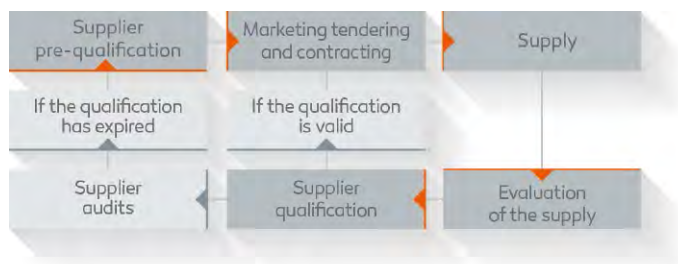 Supplier
pre-qualification
Marketing tendering
and contracting
Supply
If the qualification
has expired
If the qualification
is valid
Supplier
audits
Supplier
qualification
Evaluation
of the supply